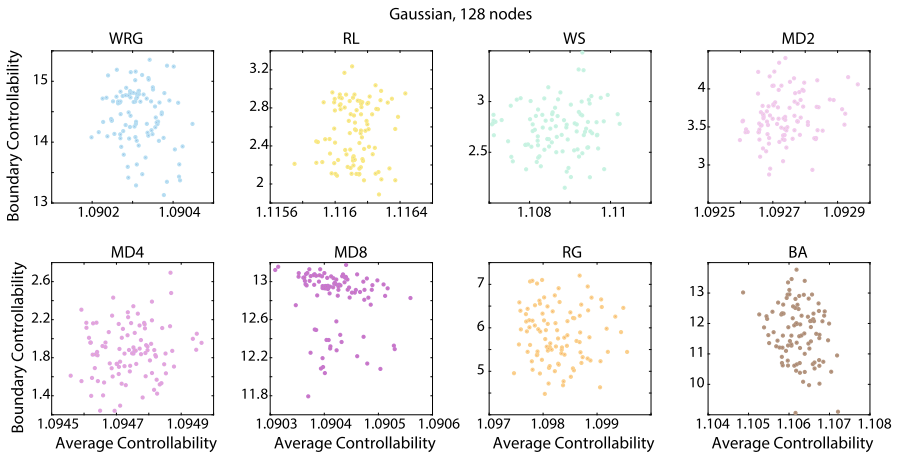 Gaussian, 128 nodes
WRG RL WS MD2
Boundary Controllability
15
14
13
1.0902 1.0904
3.2
2.8
2.4
2
1.1156 1.116 1.1164
3
2.5
1.108 1.11
4
3.5
3
1.0925 1.0927 1.0929
MD4 MD8 RG BA
Boundary Controllability
2.6
2.2
1.8
1.4
1.0945 1.0947 1.0949
Average Controllability
13
12.6
12.2
11.8
1.0903 1.0904 1.0905 1.0906
Average Controllability
7
6
5
1.097 1.098 1.099
Average Controllability
13
12
11
10
1.104 1.105 1.106 1.107 1.108
Average Controllability